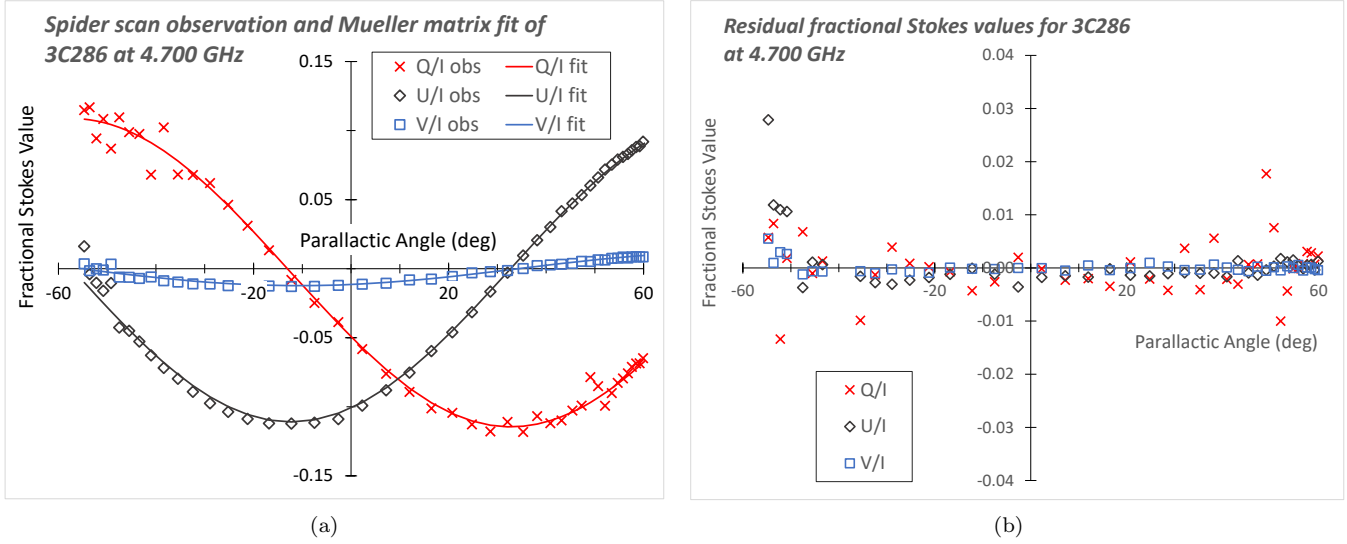 Spider scan observation and Mueller matrix fit of
3C286 at 4.700 GHz
0.15
Q/I obs
Q/I fit
U/I obs
U/I fit
V/I obs
V/I fit
Fractional Stokes Value
0.05
Parallactic Angle (deg)
-60
-20
20
60
-0.05
-0.15
(a)
Residual fractional Stokes values for 3C286
at 4.700 GHz
0.04
0.03
0.02
0.01
0.00
-0.01
-0.02
-0.03
-0.04
Fractional Stokes Value
-60
-20
20
60
Parallactic Angle (deg)
Q/I
U/I
V/I
(b)